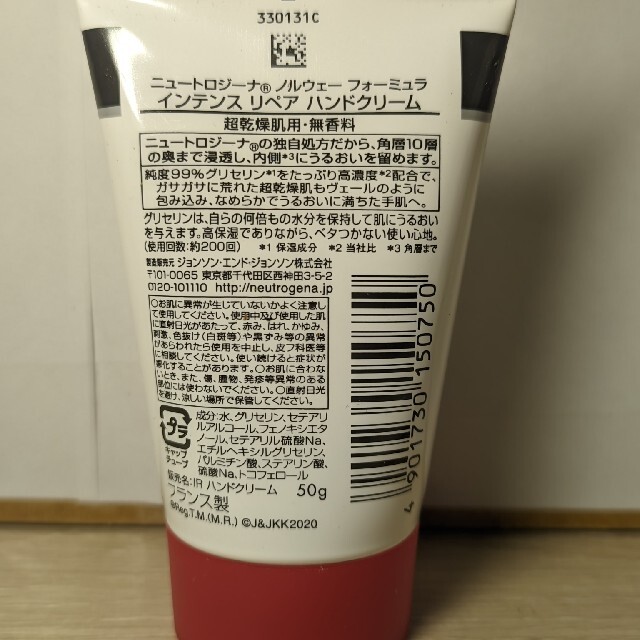 330131C
ニュートロジーナ® ノルウェー フォーミュラ
インテンス リペア ハンドクリーム
超乾燥肌用・無香料
ニュートロジーナ®の独自処方だから、角層10層
の奥まで浸透し、内側*3にうるおいを留めます。
純度99%グリセリン*1をたっぷり高濃度*2配合で、
ガサガサに荒れた超乾燥肌もヴェールのように
包み込み、なめらかでうるおいに満ちた手肌へ。
グリセリンは、自らの何倍もの水分を保持して肌にうるおい
を与えます。高保湿でありながら、ベタつかない使い心地。
(使用回数:約200回) *1 保湿成分 *2 当社比 *3 角層まで
製造販売元 ジョンソン・エンド・ジョンソン株式会社
〒101-0065 東京都千代田区西神田3-5-2
0120-101110 http://neutrogena.jp
○お肌に異常が生じていないかよく注意し
て使用してください。使用中及び使用した肌
に直射日光があたって、赤み、はれ、かゆみ、
刺激、色抜け(白斑等)や黒ずみ等の異常
があらわれたら使用を中止し、皮フ科医等
に相談してください。使い続けると症状が
悪化することがあります。○お肌に合わな
いとき、また、傷、腫物、発疹等異常のある
部位には使わないでください。○直射日光
を避け、涼しい場所で保管してください。
プラ
キャップ
チューブ
成分:水、グリセリン、セテアリ
ルアルコール、フェノキシエタ
ノール、セテアリル硫酸Na、
エチルヘキシルグリセリン、
パルミチン酸、ステアリン酸、
硫酸Na、トコフェロール
販売名:IR ハンドクリーム 50g
フランス製
®Reg.T.M.(M.R.) ©J&JKK2020
4 901730 150750